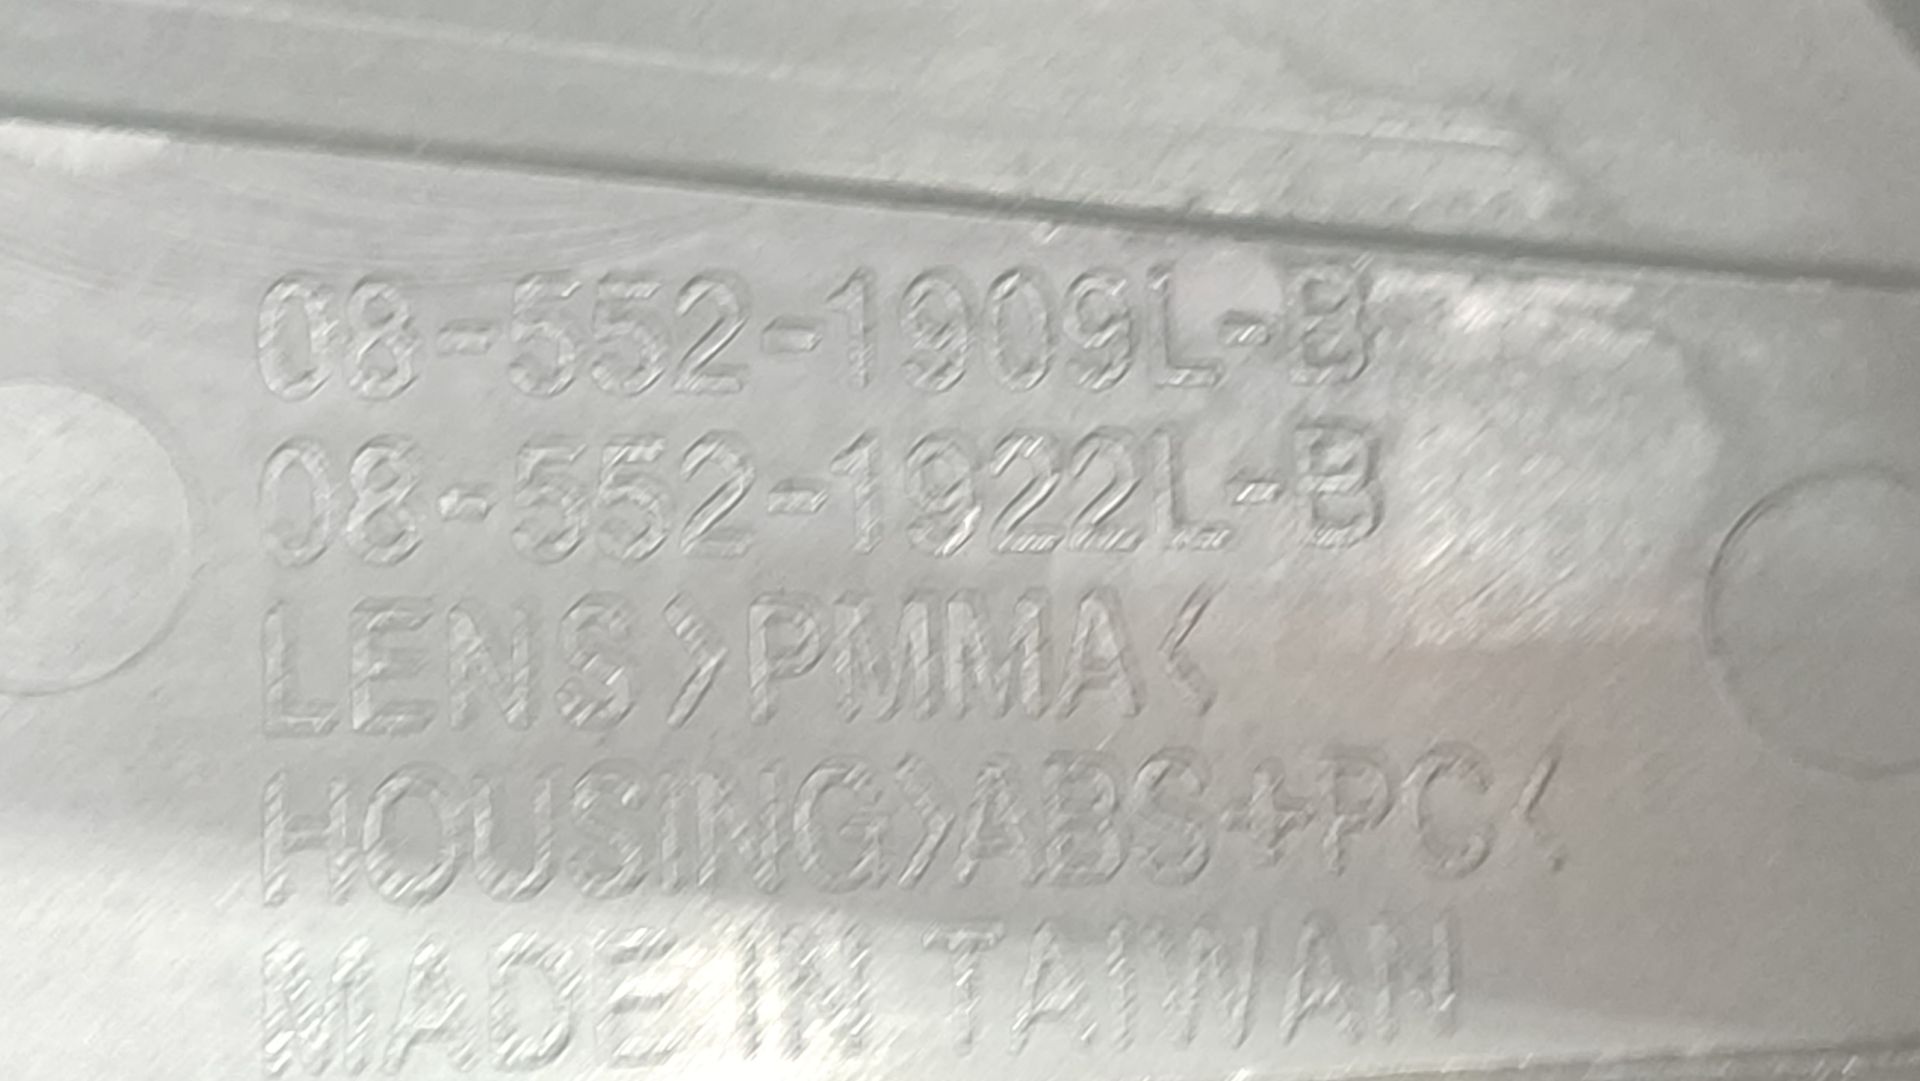 08-552-1909L-B
08-552-1922L-B
LENS>PMMA<
HOUSING>ABS+PC<
MADE IN TAIWAN